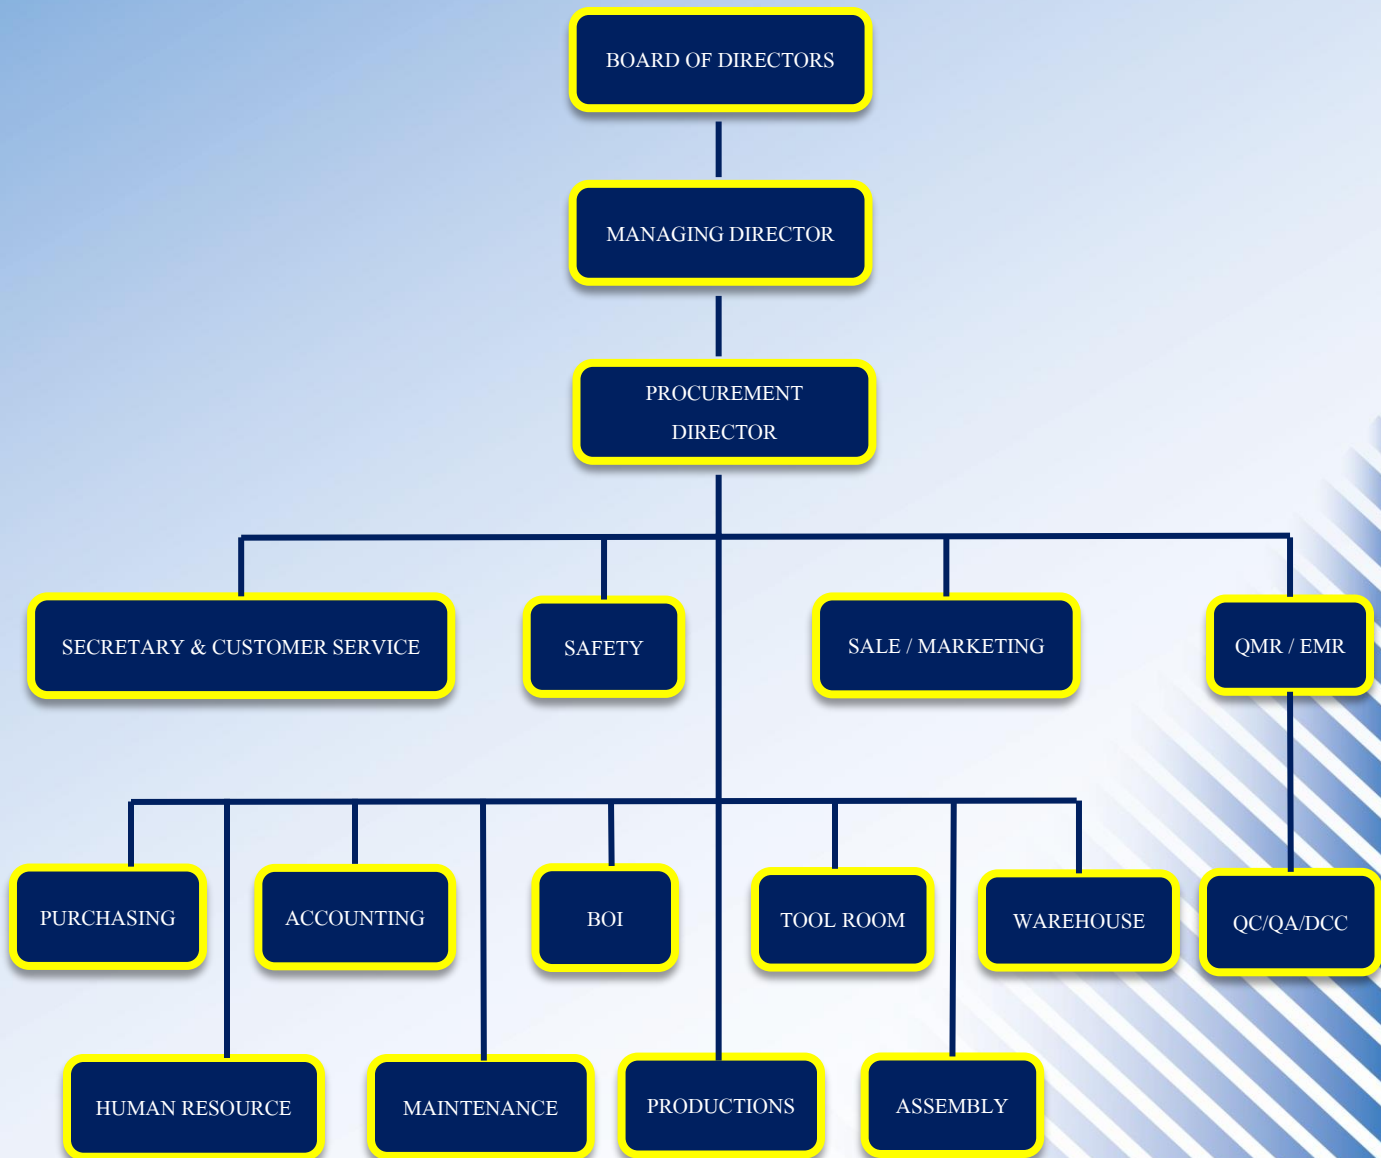 BOARD OF DIRECTORS
MANAGING DIRECTOR
PROCUREMENT
DIRECTOR
SECRETARY & CUSTOMER SERVICE
SAFETY
SALE / MARKETING
QMR / EMR
PURCHASING
ACCOUNTING
BOI
TOOL ROOM
WAREHOUSE
QC/QA/DCC
HUMAN RESOURCE
MAINTENANCE
PRODUCTIONS
ASSEMBLY